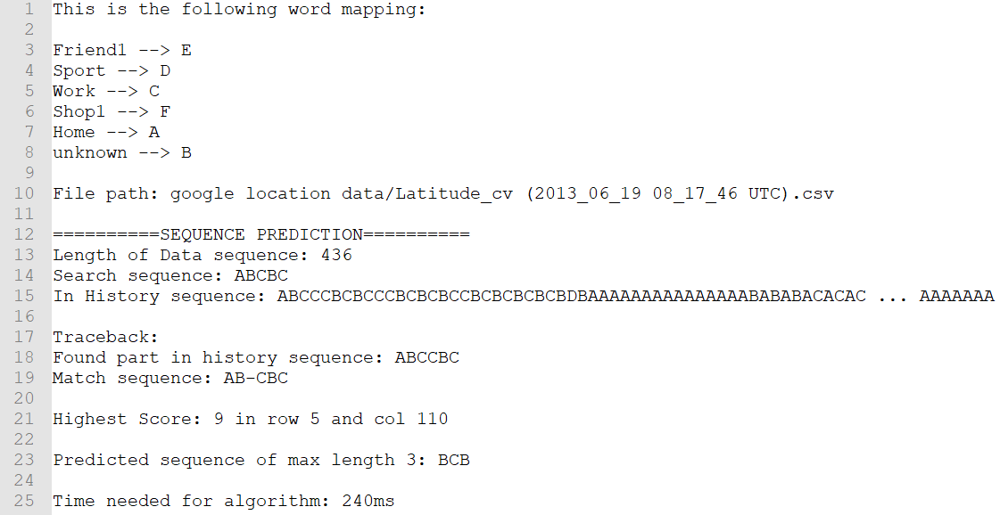 1 This is the following word mapping:
2
3 Friend1 --> E
4 Sport --> D
5 Work --> C
6 Shop1 --> F
7 Home --> A
8 unknown --> B
9
10 File path: google location data/Latitude_cv (2013_06_19 08_17_46 UTC).csv
11
12 ==========SEQUENCE PREDICTION==========
13 Length of Data sequence: 436
14 Search sequence: ABCBC
15 In History sequence: ABCCCBCBCCCBCBCBCCBCBCBCBCBDBAAAAAAAAAAAAAAABABABACACAC ... AAAAAAA
16
17 Traceback:
18 Found part in history sequence: ABCCBC
19 Match sequence: AB-CBC
20
21 Highest Score: 9 in row 5 and col 110
22
23 Predicted sequence of max length 3: BCB
24
25 Time needed for algorithm: 240ms